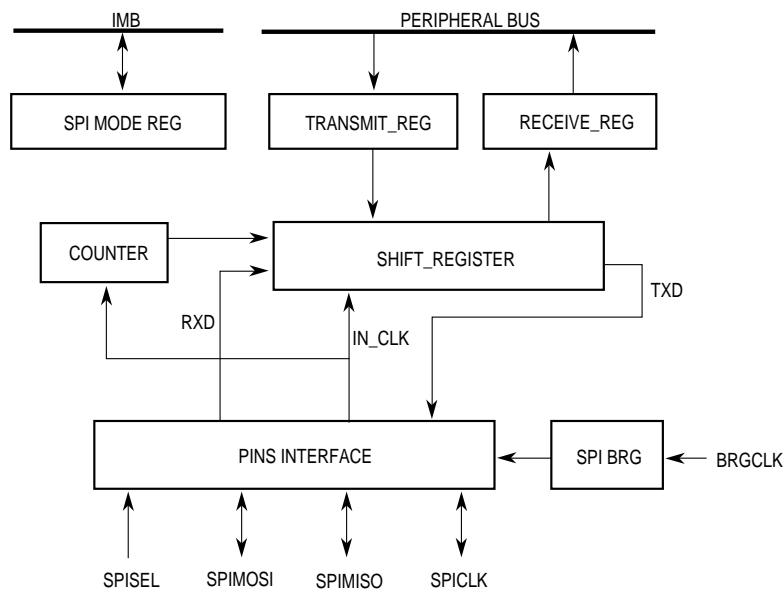 IMB
PERIPHERAL BUS
SPI MODE REG
TRANSMIT_REG
RECEIVE_REG
COUNTER
SHIFT_REGISTER
TXD
RXD
IN_CLK
PINS INTERFACE
SPI BRG
BRGCLK
SPISEL
SPIMOSI
SPIMISO
SPICLK